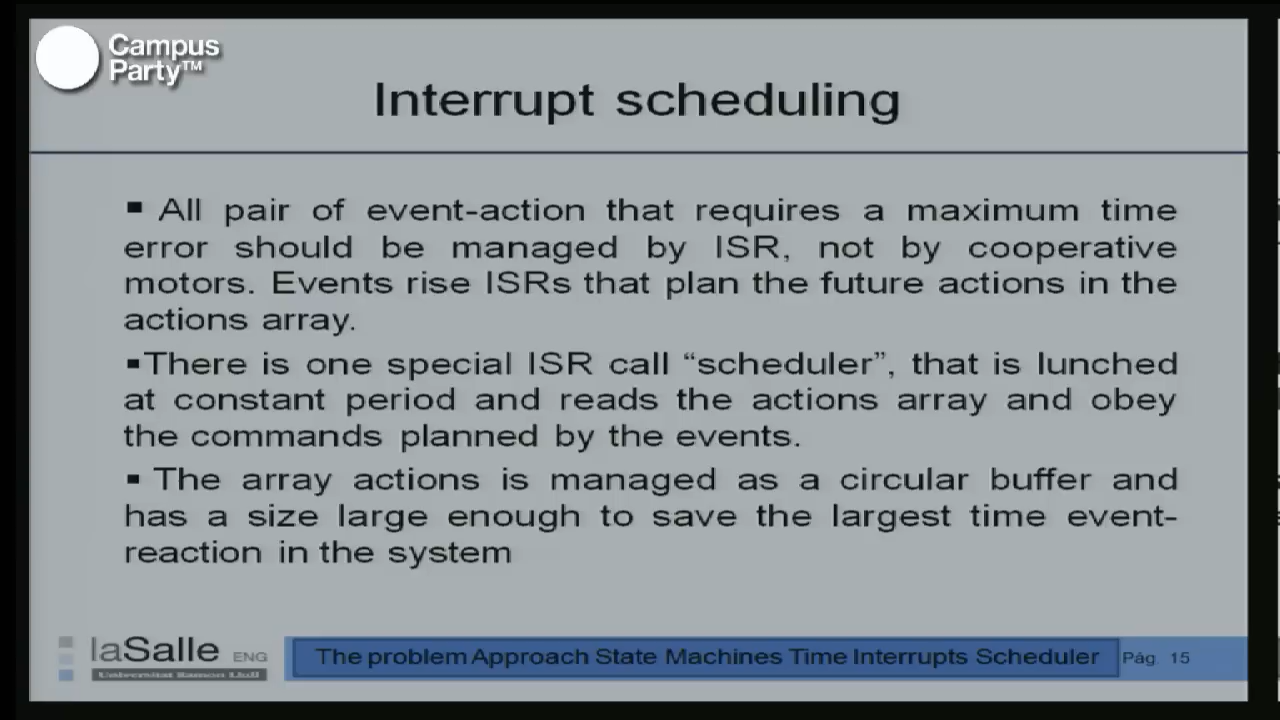 Campus
Party™
Interrupt scheduling
▪ All pair of event-action that requires a maximum time
error should be managed by ISR, not by cooperative
motors. Events rise ISRs that plan the future actions in the
actions array.
▪There is one special ISR call “scheduler”, that is lunched
at constant period and reads the actions array and obey
the commands planned by the events.
▪ The array actions is managed as a circular buffer and
has a size large enough to save the largest time event-
reaction in the system
laSalle ENG
Universitat Ramon Llull
The problem Approach State Machines Time Interrupts Scheduler
Pág. 15